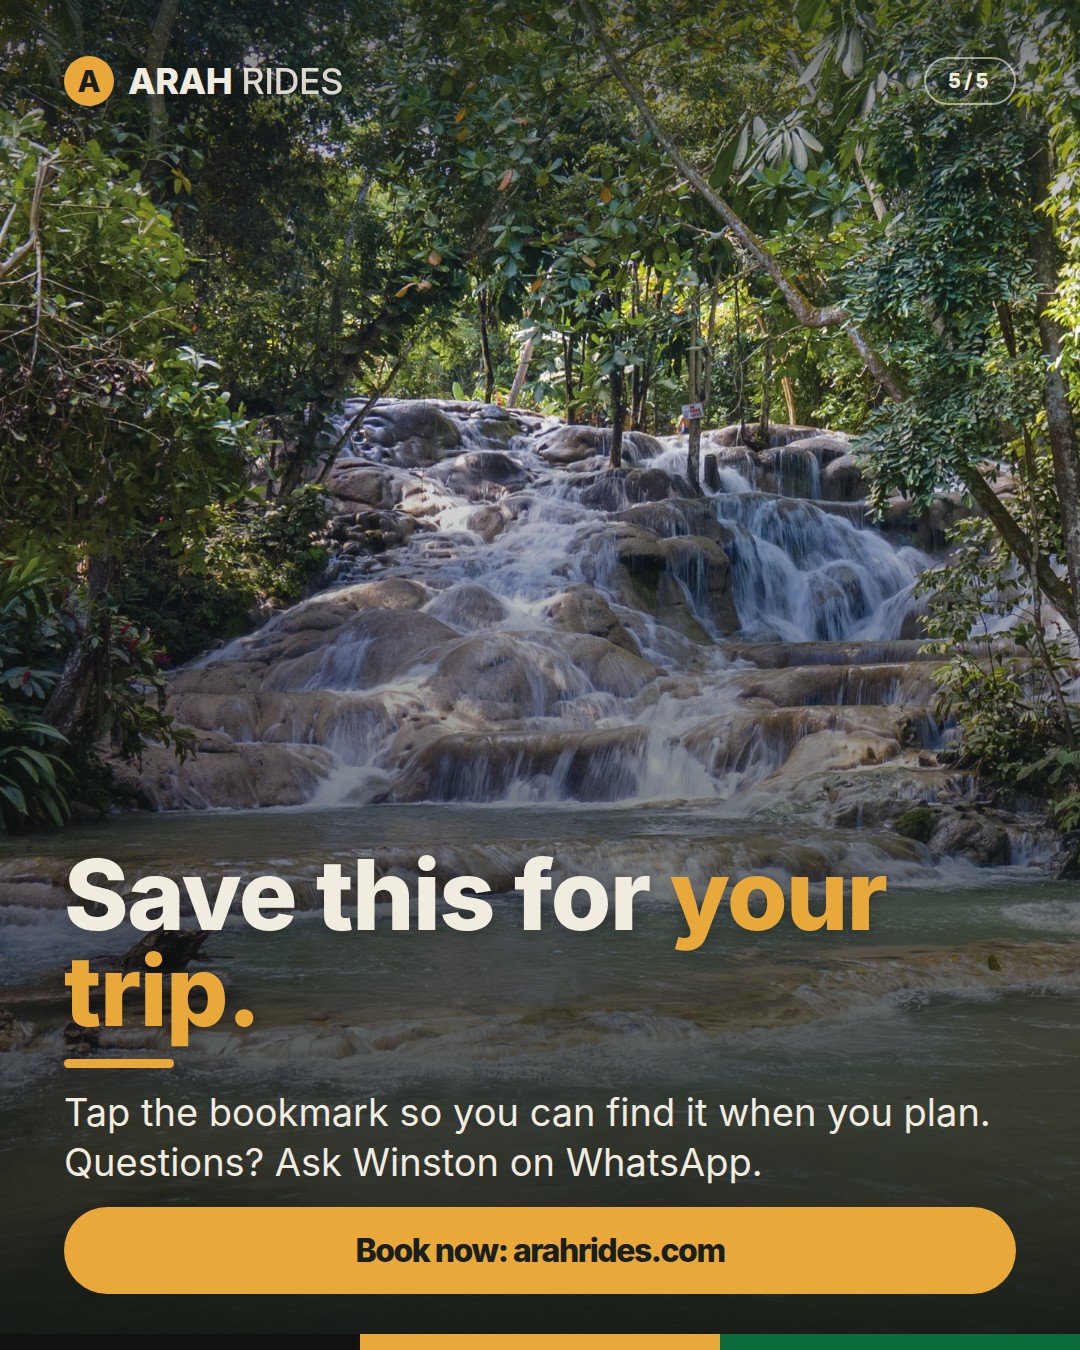 A ARAH RIDES
5/5
Save this for your
trip.
Tap the bookmark so you can find it when you plan.
Questions? Ask Winston on WhatsApp.
Book now: arahrides.com